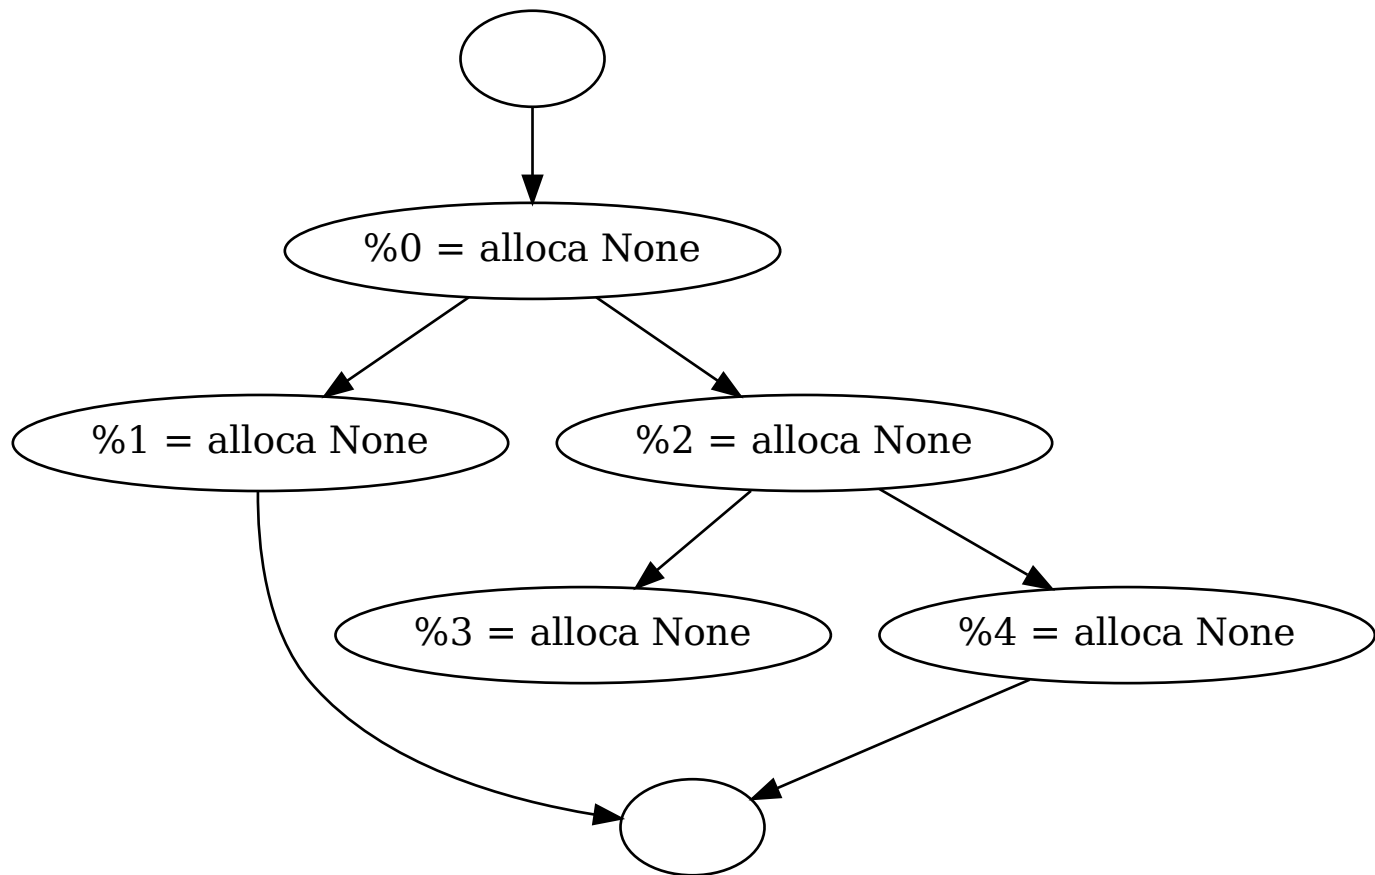 %0 = alloca None
%1 = alloca None
%2 = alloca None
%3 = alloca None
%4 = alloca None